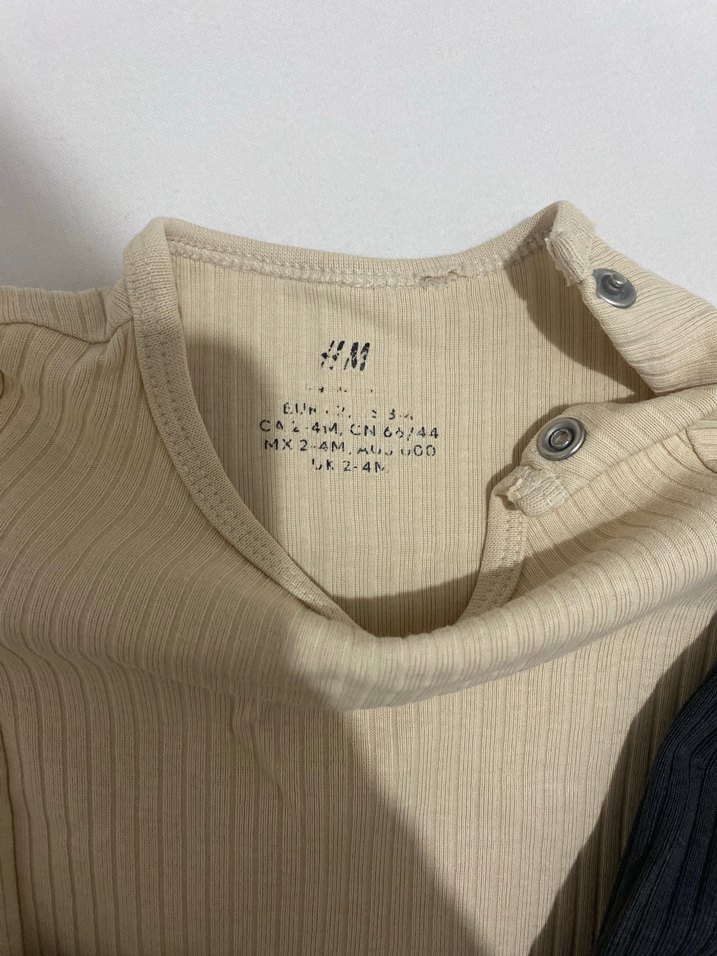 H&M
CA 2-4M, CN 66/44
MX 2-4M, AUS 000
UK 2-4M